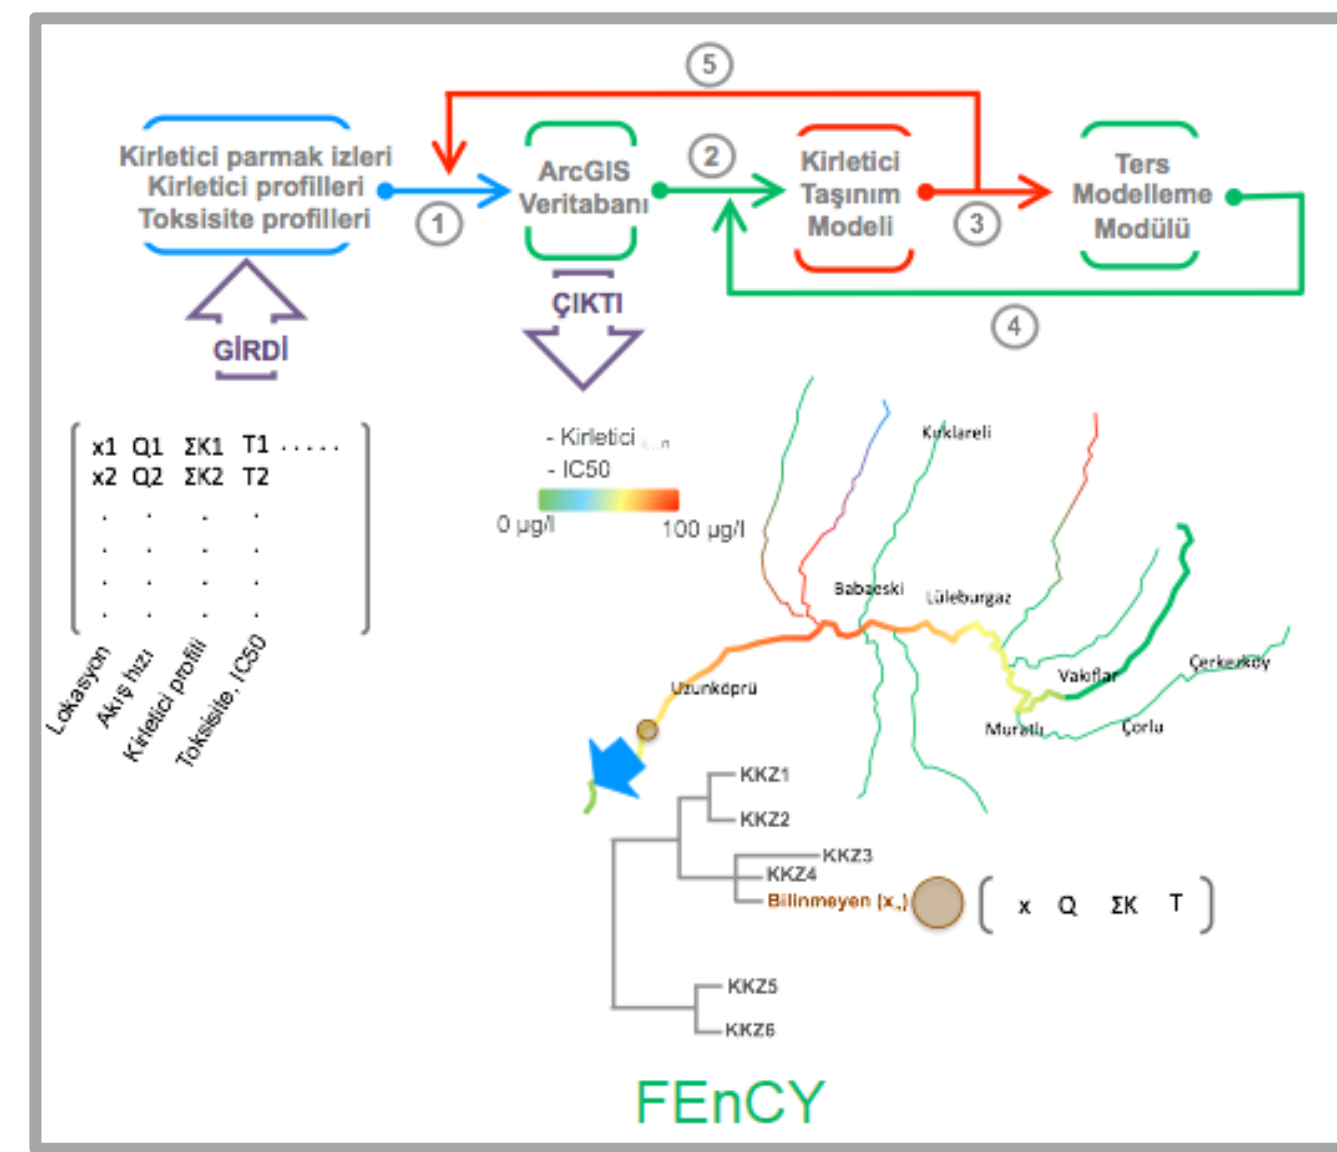 5
Kirletici parmak izleri
Kirletici profilleri
Toksisite profilleri
1
ArcGIS
Veritabanı
2
Kirletici
Taşınım
Modeli
3
Ters
Modelleme
Modülü
4
GİRDİ
ÇIKTI
x1 Q1 ΣK1 T1 .....
x2 Q2 ΣK2 T2
. . . .
. . . .
. . . .
. . . .
Lokasyon
Akış hızı
Kirletici profili
Toksisite, IC50
- Kirletici
- IC50
0 µg/l
100 µg/l
Kırklareli
Babaeski
Lüleburgaz
Vakıflar
Çerkezköy
Muratlı
Çorlu
Uzunköprü
KKZ1
KKZ2
KKZ3
KKZ4
Bilinmeyen
x Q ΣK T
KKZ5
KKZ6
FEnCY